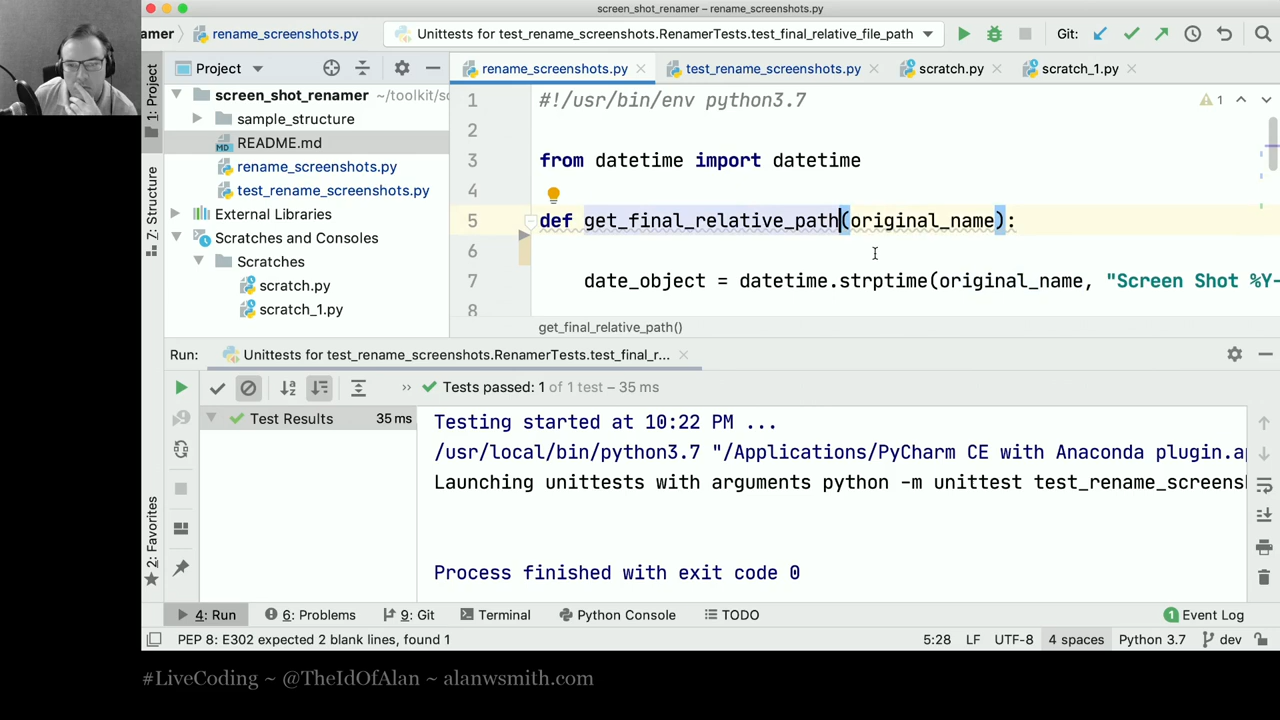 screen_shot_renamer – rename_screenshots.py
amer
rename_screenshots.py
Unittests for test_rename_screenshots.RenamerTests.test_final_relative_file_path
Git:
1: Project
Project
rename_screenshots.py
test_rename_screenshots.py
scratch.py
scratch_1.py
screen_shot_renamer ~/toolkit/sc
sample_structure
README.md
rename_screenshots.py
test_rename_screenshots.py
External Libraries
Scratches and Consoles
Scratches
scratch.py
scratch_1.py
Z: Structure
1 #!/usr/bin/env python3.7
1
2
3 from datetime import datetime
4
5 def get_final_relative_path(original_name):
6
7 date_object = datetime.strptime(original_name, "Screen Shot %Y-
8
get_final_relative_path()
Run:
Unittests for test_rename_screenshots.RenamerTests.test_final_r...
Tests passed: 1 of 1 test – 35 ms
Test Results 35 ms
Testing started at 10:22 PM ...
/usr/local/bin/python3.7 "/Applications/PyCharm CE with Anaconda plugin.ap
Launching unittests with arguments python -m unittest test_rename_screens
Process finished with exit code 0
2: Favorites
4: Run
6: Problems
9: Git
Terminal
Python Console
TODO
1 Event Log
PEP 8: E302 expected 2 blank lines, found 1
5:28 LF UTF-8 4 spaces Python 3.7 dev
#LiveCoding ~ @TheIdOfAlan ~ alanwsmith.com